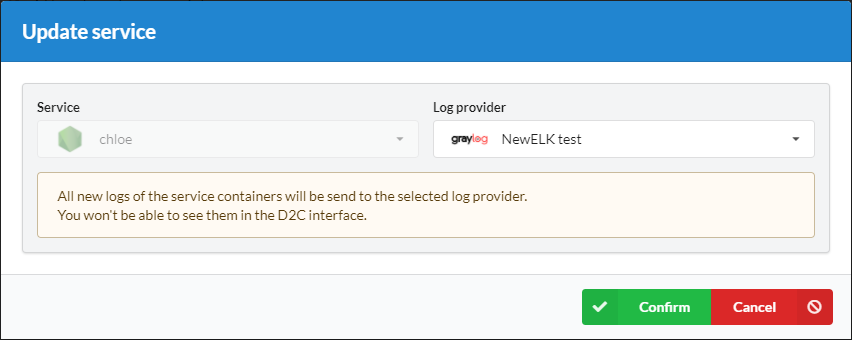 Update service
Service
Log provider
chloe
graylog NewELK test
All new logs of the service containers will be send to the selected log provider.
You won't be able to see them in the D2C interface.
Confirm
Cancel